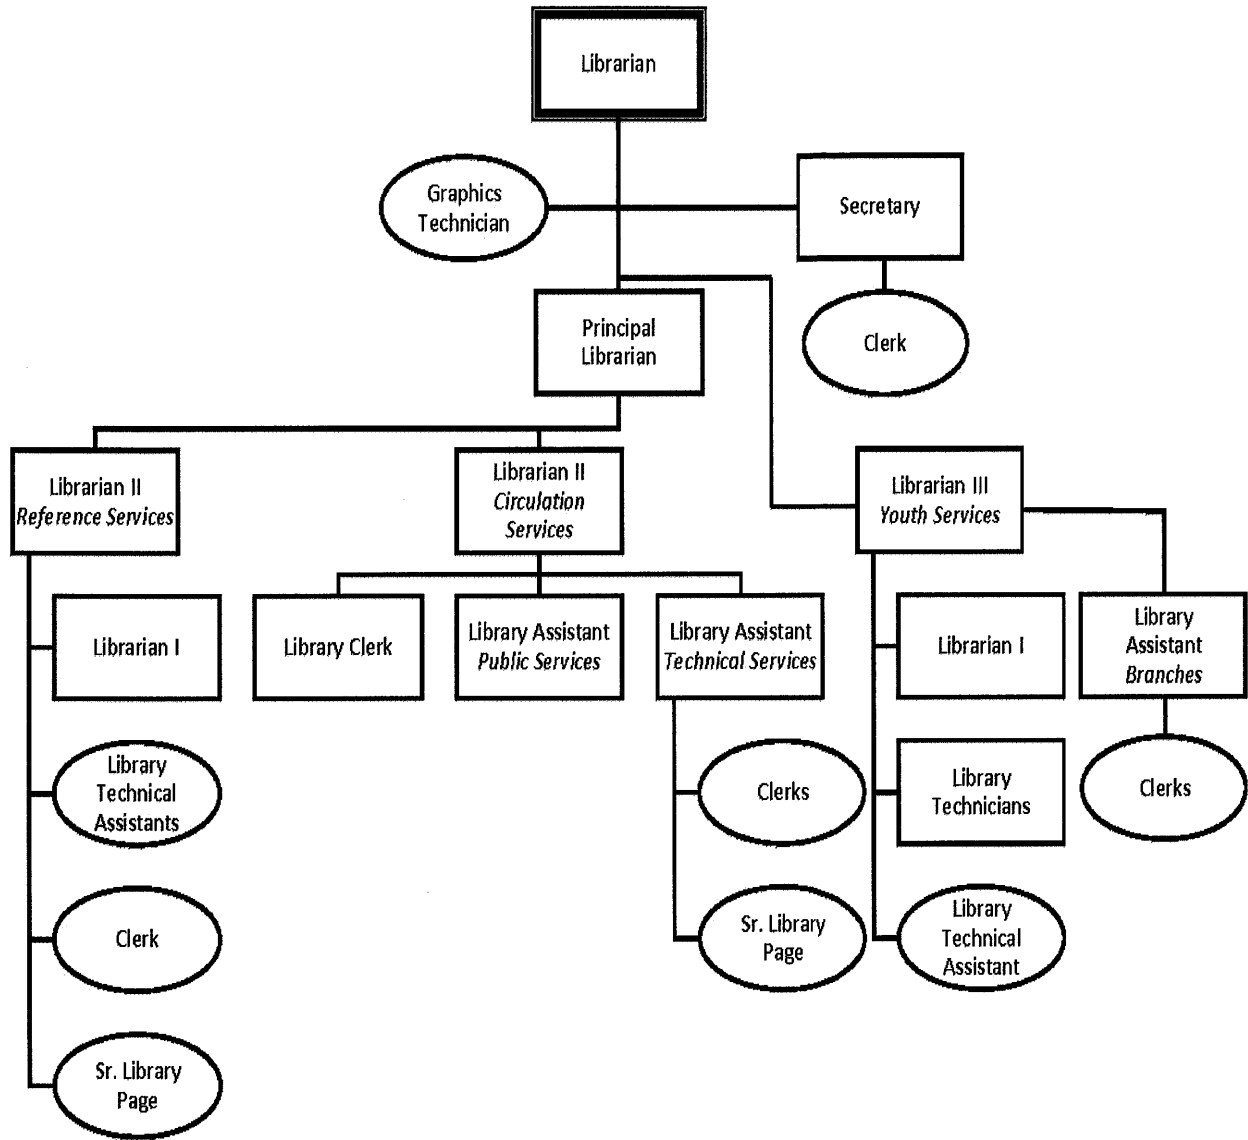 Librarian
Graphics
Technician
Secretary
Principal
Librarian
Clerk
Librarian II
Reference Services
Librarian II
Circulation
Services
Librarian III
Youth Services
Librarian I
Library Clerk
Library Assistant
Public Services
Library Assistant
Technical Services
Librarian I
Library
Assistant
Branches
Library
Technical
Assistants
Clerks
Library
Technicians
Clerks
Clerk
Sr. Library
Page
Library
Technical
Assistant
Sr. Library
Page